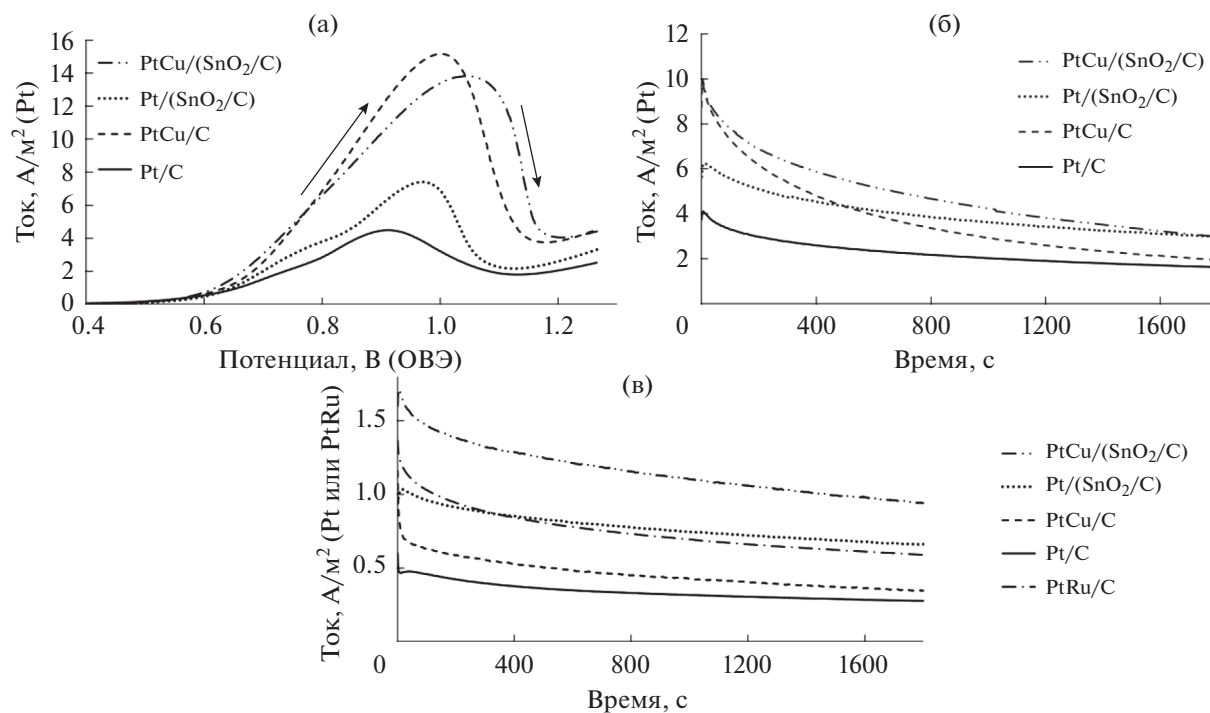 (а)
Ток, А/м² (Pt)
16
14
12
10
8
6
4
2
0
0.4
0.6
0.8
1.0
1.2
Потенциал, В (ОВЭ)
PtCu/(SnO₂/C)
Pt/(SnO₂/C)
PtCu/C
Pt/C
(б)
Ток, А/м² (Pt)
12
10
8
6
4
2
0
400
800
1200
1600
Время, с
PtCu/(SnO₂/C)
Pt/(SnO₂/C)
PtCu/C
Pt/C
(в)
Ток, А/м² (Pt или PtRu)
1.5
1.0
0.5
0
400
800
1200
1600
Время, с
PtCu/(SnO₂/C)
Pt/(SnO₂/C)
PtCu/C
Pt/C
PtRu/C